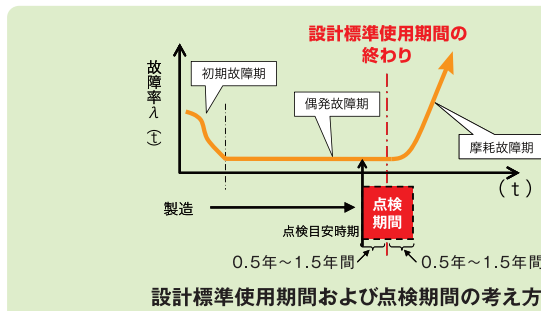 設計標準使用期間の
終わり
故障率λ(t)
初期故障期
偶発故障期
摩耗故障期
(t)
製造
点検
期間
点検目安時期
0.5年～1.5年間
0.5年～1.5年間
設計標準使用期間および点検期間の考え方